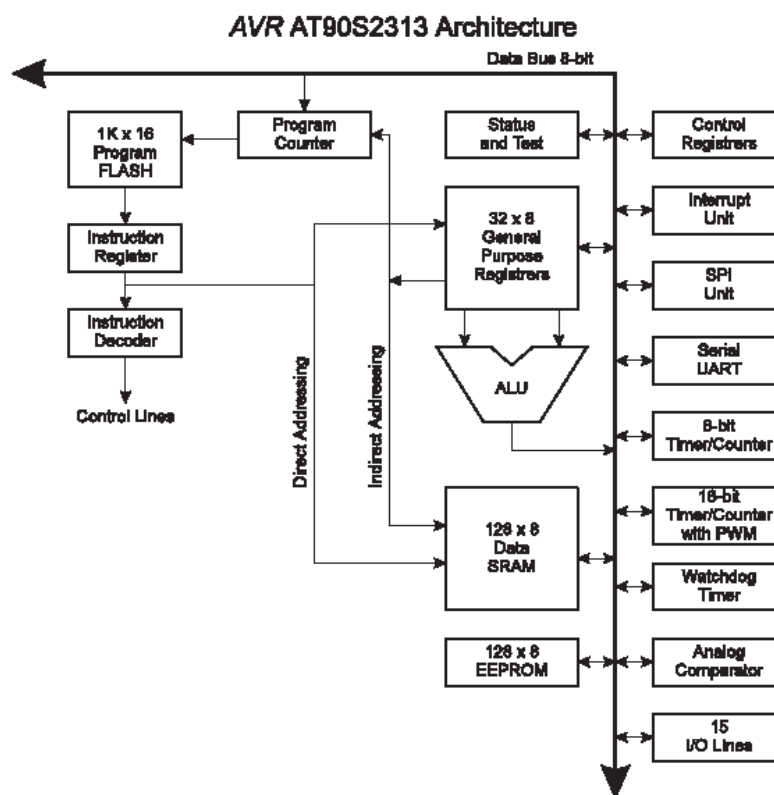 AVR AT90S2313 Architecture
Data Bus 8-bit
1K x 16
Program
FLASH
Program
Counter
Status
and Test
Control
Registrers
Instruction
Register
32 x 8
General
Purpose
Registrers
Interrupt
Unit
SPI
Unit
Instruction
Decoder
Control Lines
Direct Addressing
Indirect Addressing
ALU
Serial
UART
8-bit
Timer/Counter
128 x 8
Data
SRAM
16-bit
Timer/Counter
with PWM
Watchdog
Timer
128 x 8
EEPROM
Analog
Comparator
15
I/O Lines